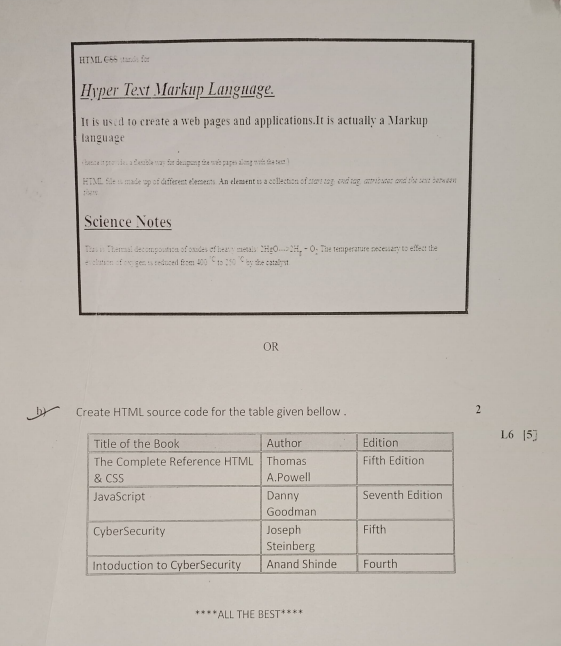 HTML CSS stands for
Hyper Text Markup Language.
It is used to create a web pages and applications.It is actually a Markup
language
a flexible way for designing the web pages along with the text )
HTML file is made up of different elements. An element is a collection of start tag, end tag, attributes and the text between
them
Science Notes
This is Thermal decomposition of oxides of heavy metals 2HgO The temperature necessary to effect the
evolution of oxygen is reduced from 400 °C to 250 °C by the catalyst
OR
b) Create HTML source code for the table given bellow . 2
L6 [5]
Title of the Book Author Edition
The Complete Reference HTML Thomas Fifth Edition
& CSS A.Powell
JavaScript Danny Seventh Edition
Goodman
CyberSecurity Joseph Fifth
Steinberg
Intoduction to CyberSecurity Anand Shinde Fourth
****ALL THE BEST****